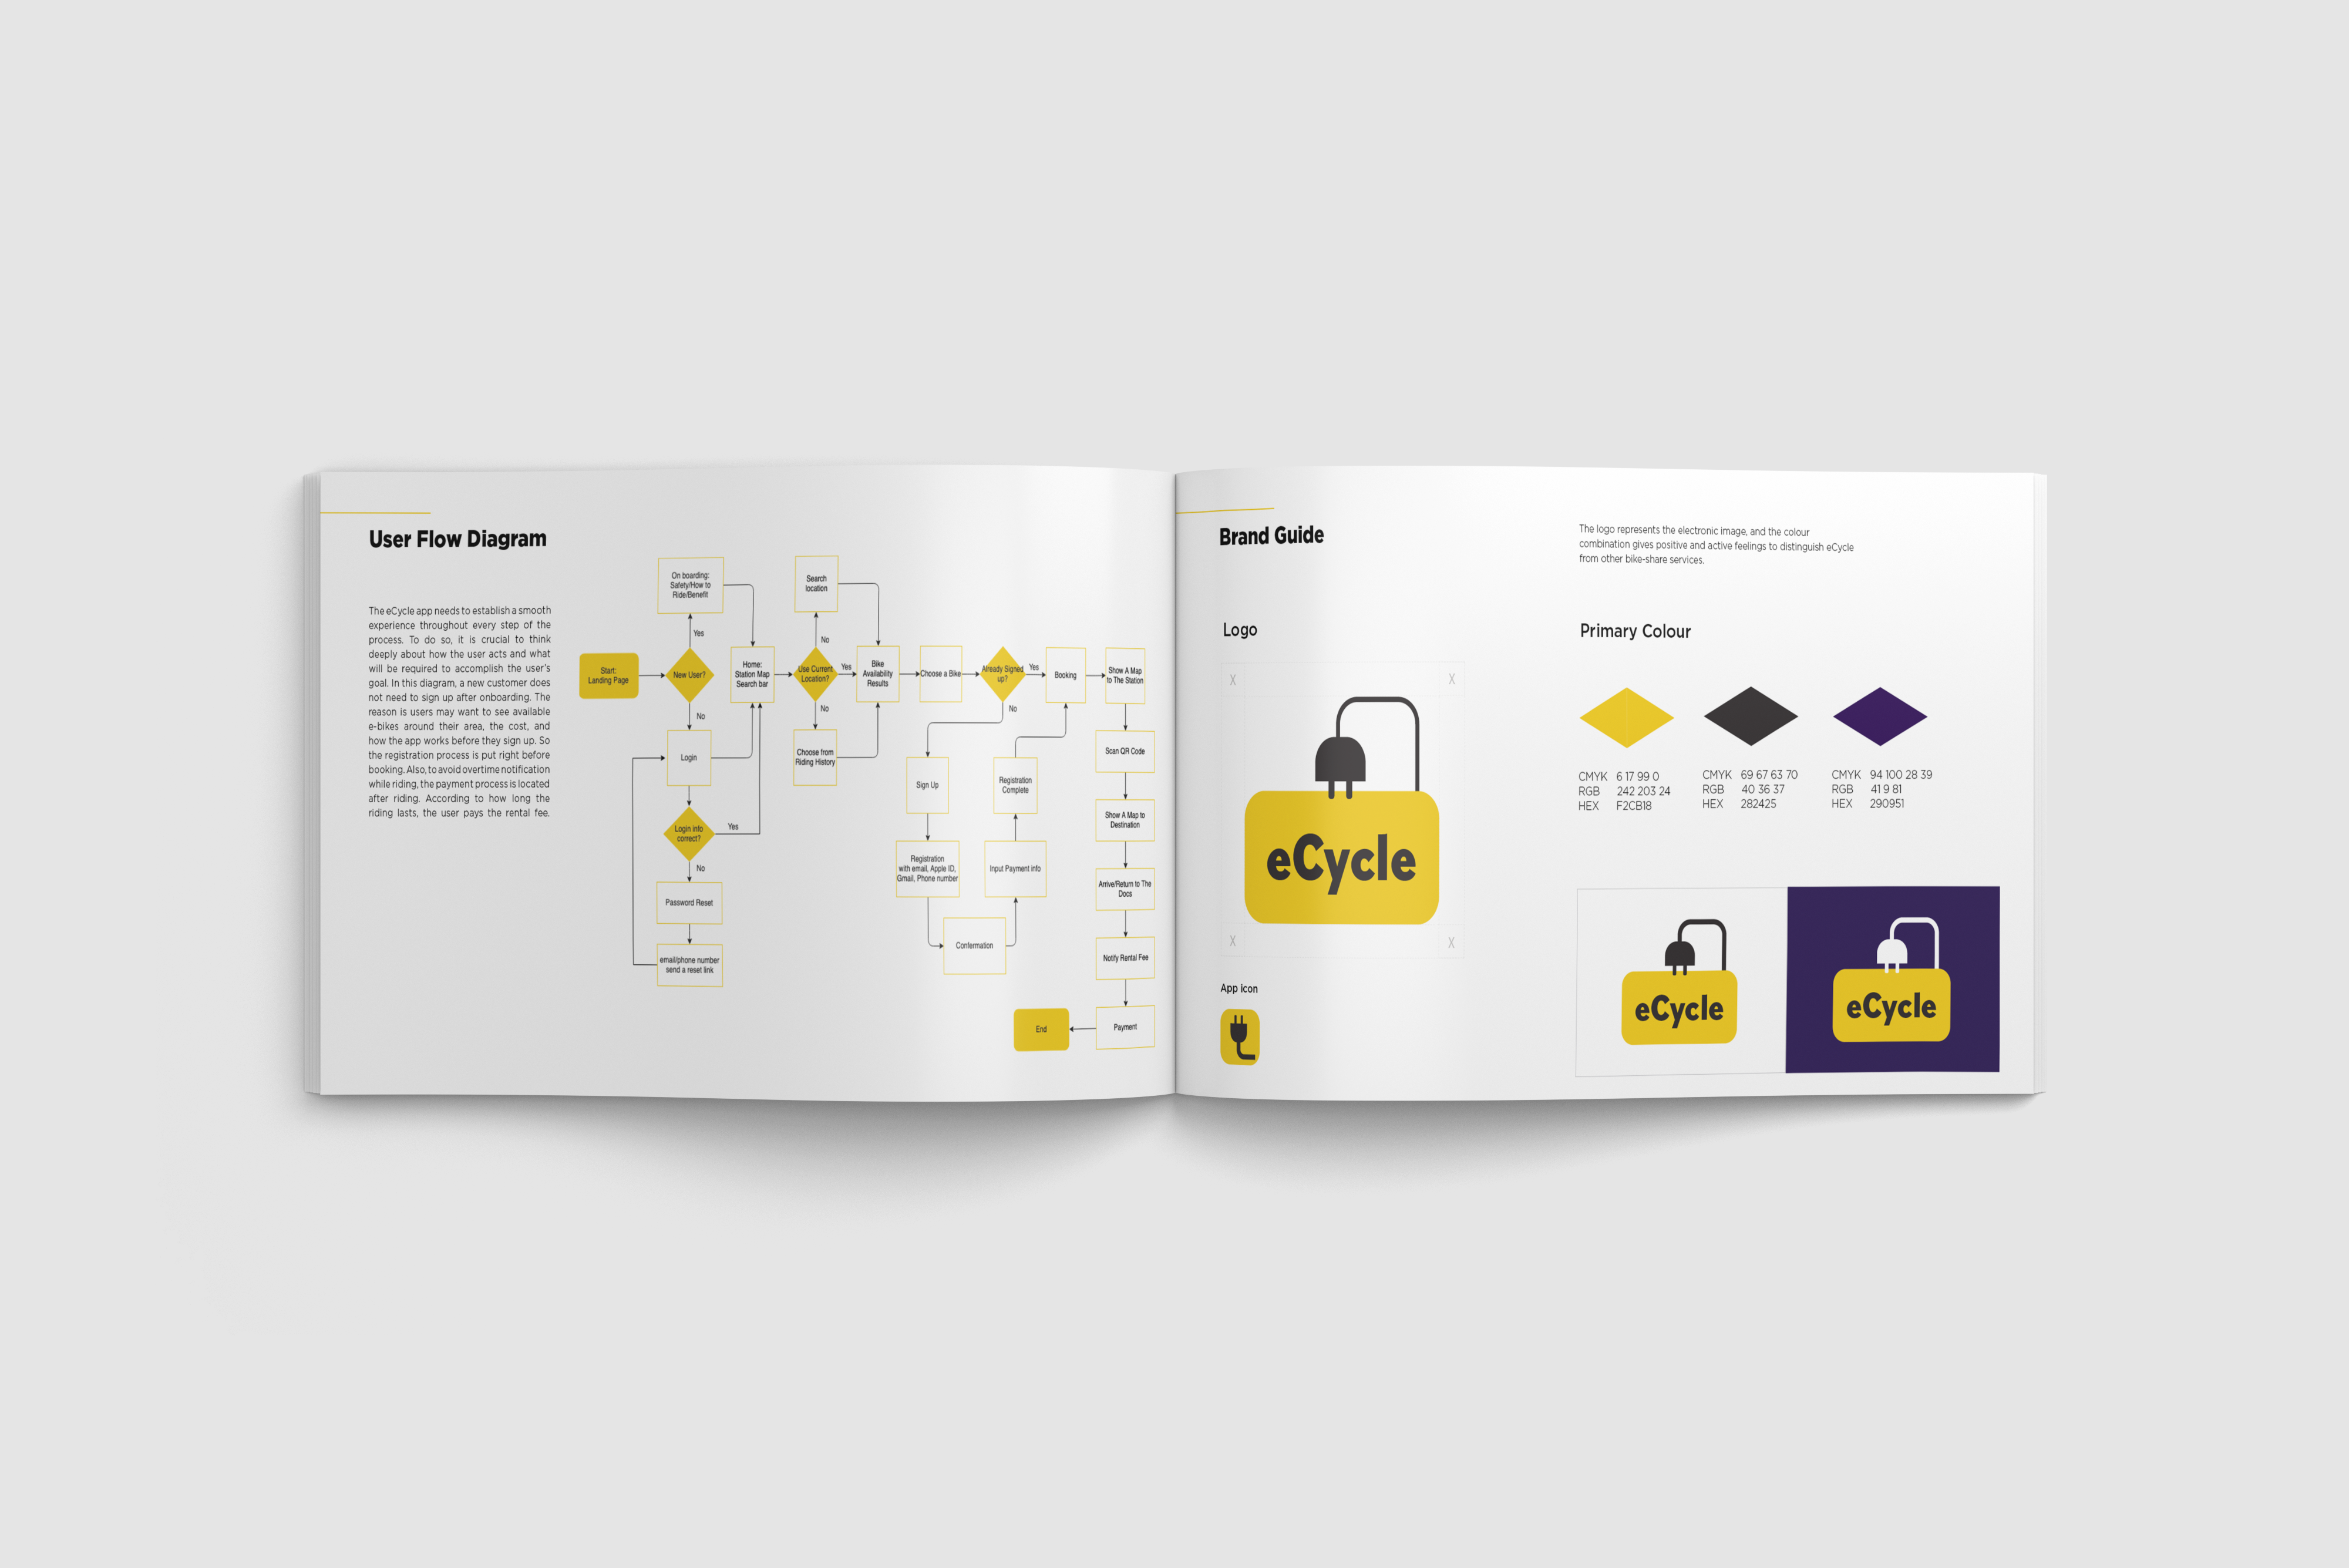 User Flow Diagram
The eCycle app needs to establish a smooth
experience throughout every step of the
process. To do so, it is crucial to think
deeply about how the user acts and what
will be required to accomplish the user's
goal. In this diagram, a new customer does
not need to sign up after onboarding. The
reason is users may want to see available
e-bikes around their area, the cost, and
how the app works before they sign up. So
the registration process is put right before
booking. Also, to avoid overtime notification
while riding, the payment process is located
after riding. According to how long the
riding lasts, the user pays the rental fee.
Start:
Landing Page
On boarding:
Safety/How to
Ride/Benefit
Yes
New User?
No
Login
Login info
correct?
Yes
No
Password Reset
email/phone number
send a reset link
Home:
Station Map
Search bar
Search
location
No
Use Current
Location?
Yes
No
Choose from
Riding History
Bike
Availability
Results
Choose a Bike
Already Signed
up?
Yes
No
Sign Up
Registration
with email, Apple ID,
Gmail, Phone number
Confermation
Input Payment info
Registration
Complete
Booking
Show A Map
to The Station
Scan QR Code
Show A Map to
Destination
Arrive/Return to The
Docs
Notify Rental Fee
Payment
End
Brand Guide
The logo represents the electronic image, and the colour
combination gives positive and active feelings to distinguish eCycle
from other bike-share services.
Logo
X
X
eCycle
X
X
App icon
Primary Colour
CMYK 6 17 99 0
RGB 242 203 24
HEX F2CB18
CMYK 69 67 63 70
RGB 40 36 37
HEX 282425
CMYK 94 100 28 39
RGB 41 9 81
HEX 290951
eCycle
eCycle